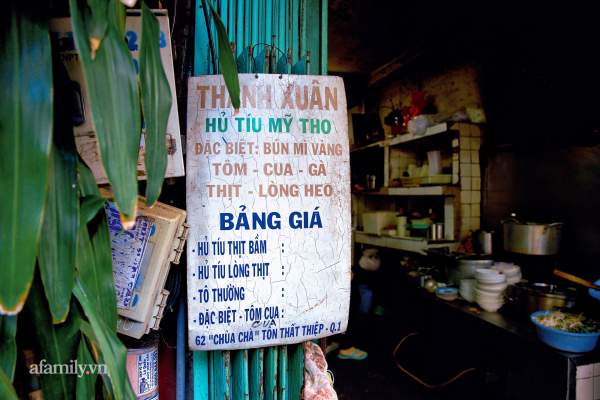 THANH XUÂN
HỦ TÍU MỸ THO
ĐẶC BIỆT: BÚN MÌ VÀNG
TÔM - CUA - GÀ
THỊT - LÒNG HEO
BẢNG GIÁ
- HỦ TÍU THỊT BẦM :
- HỦ TÍU LÒNG THỊT :
- TÔ THƯỜNG :
- ĐẶC BIỆT - TÔM CUA :
CUA
62 "CHÙA CHÀ" TÔN THẤT THIỆP - Q.1
afamily.vn